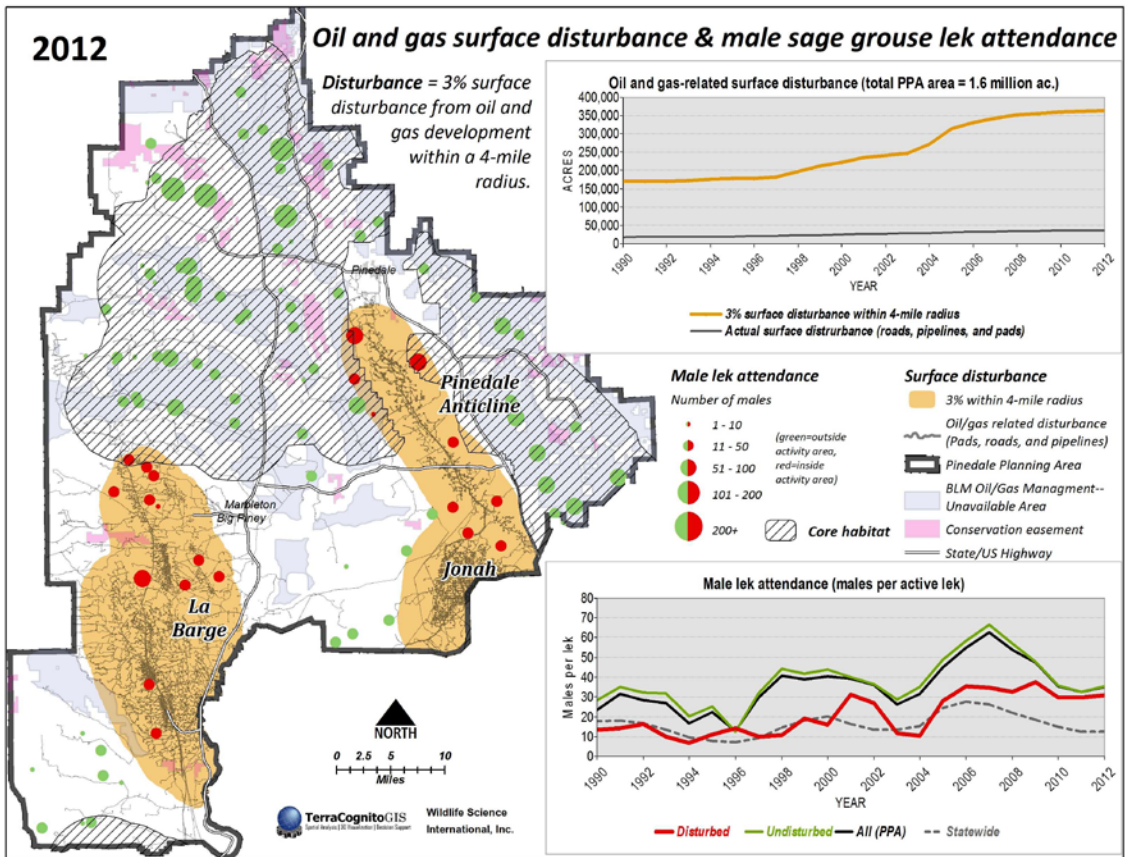 2012
Oil and gas surface disturbance & male sage grouse lek attendance
Disturbance = 3% surface
disturbance from oil and
gas development
within a 4-mile
radius.
Oil and gas-related surface disturbance (total PPA area = 1.6 million ac.)
400,000
350,000
300,000
250,000
200,000
150,000
100,000
50,000
0
ACRES
1990
1992
1994
1996
1998
2000
2002
2004
2006
2008
2010
2012
YEAR
3% surface disturbance within 4-mile radius
Actual surface distrurbance (roads, pipelines, and pads)
Pinedale
Pinedale
Anticline
Marbleton
Big Piney
Jonah
La
Barge
Male lek attendance
Number of males
1 - 10
11 - 50
51 - 100
101 - 200
200+
(green=outside
activity area,
red=inside
activity area)
Core habitat
Surface disturbance
3% within 4-mile radius
Oil/gas related disturbance
(Pads, roads, and pipelines)
Pinedale Planning Area
BLM Oil/Gas Managment--
Unavailable Area
Conservation easement
State/US Highway
NORTH
0 2.5 5 10
Miles
TerraCognitoGIS
Spatial Analysis | 3D Visualization | Decision Support
Wildlife Science
International, Inc.
Male lek attendance (males per active lek)
80
70
60
50
40
30
20
10
0
Males per lek
1990
1992
1994
1996
1998
2000
2002
2004
2006
2008
2010
2012
YEAR
Disturbed
Undisturbed
All (PPA)
Statewide